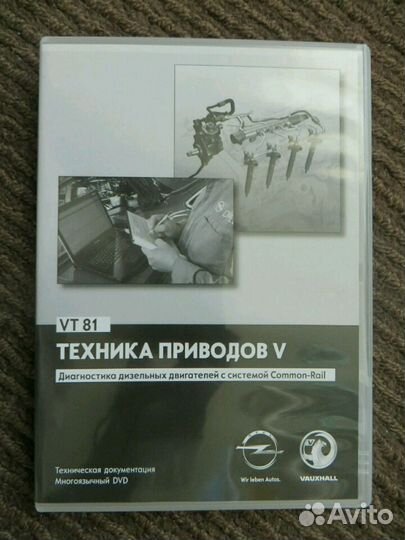 VT 81
ТЕХНИКА ПРИВОДОВ V
Диагностика дизельных двигателей с системой Common-Rail
Техническая документация
Многоязычный DVD
OPEL
Wir leben Autos.
VAUXHALL
Avito